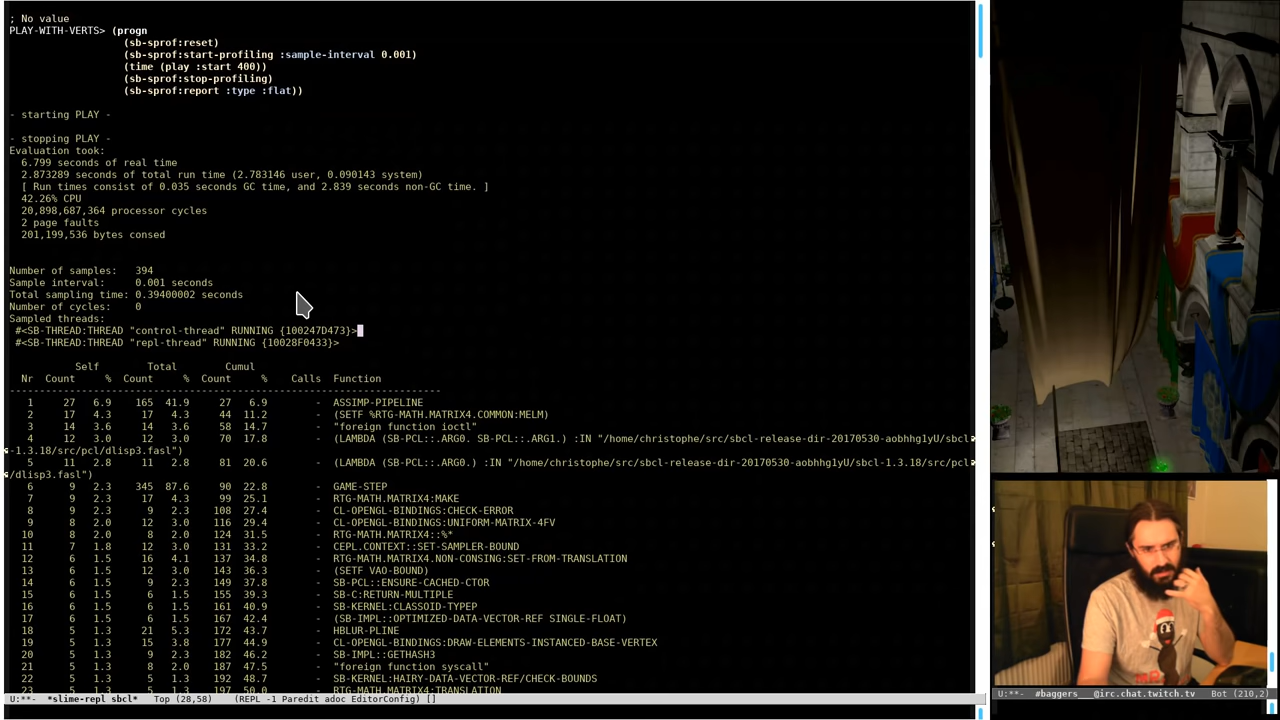 ; No value
PLAY-WITH-VERTS> (progn
(sb-sprof:reset)
(sb-sprof:start-profiling :sample-interval 0.001)
(time (play :start 400))
(sb-sprof:stop-profiling)
(sb-sprof:report :type :flat))
- starting PLAY -
- stopping PLAY -
Evaluation took:
6.799 seconds of real time
2.873289 seconds of total run time (2.783146 user, 0.090143 system)
[ Run times consist of 0.035 seconds GC time, and 2.839 seconds non-GC time. ]
42.26% CPU
20,898,687,364 processor cycles
2 page faults
201,199,536 bytes consed
Number of samples: 394
Sample interval: 0.001 seconds
Total sampling time: 0.39400002 seconds
Number of cycles: 0
Sampled threads:
#<SB-THREAD:THREAD "control-thread" RUNNING {100247D473}>
#<SB-THREAD:THREAD "repl-thread" RUNNING {10028F0433}>
Self Total Cumul
Nr Count % Count % Count % Calls Function
------------------------------------------------------------------------
1 27 6.9 165 41.9 27 6.9 - ASSIMP-PIPELINE
2 17 4.3 17 4.3 44 11.2 - (SETF %RTG-MATH.MATRIX4.COMMON:MELM)
3 14 3.6 14 3.6 58 14.7 - "foreign function ioctl"
4 12 3.0 12 3.0 70 17.8 - (LAMBDA (SB-PCL::.ARG0. SB-PCL::.ARG1.) :IN "/home/christophe/src/sbcl-release-dir-20170530-aobhhg1yU/sbcl
-1.3.18/src/pcl/dlisp3.fasl")
5 11 2.8 11 2.8 81 20.6 - (LAMBDA (SB-PCL::.ARG0.) :IN "/home/christophe/src/sbcl-release-dir-20170530-aobhhg1yU/sbcl-1.3.18/src/pcl
/dlisp3.fasl")
6 9 2.3 345 87.6 90 22.8 - GAME-STEP
7 9 2.3 17 4.3 99 25.1 - RTG-MATH.MATRIX4:MAKE
8 9 2.3 9 2.3 108 27.4 - CL-OPENGL-BINDINGS:CHECK-ERROR
9 8 2.0 12 3.0 116 29.4 - CL-OPENGL-BINDINGS:UNIFORM-MATRIX-4FV
10 8 2.0 8 2.0 124 31.5 - RTG-MATH.MATRIX4::%*
11 7 1.8 12 3.0 131 33.2 - CEPL.CONTEXT::SET-SAMPLER-BOUND
12 6 1.5 16 4.1 137 34.8 - RTG-MATH.MATRIX4.NON-CONSING:SET-FROM-TRANSLATION
13 6 1.5 12 3.0 143 36.3 - (SETF VAO-BOUND)
14 6 1.5 9 2.3 149 37.8 - SB-PCL::ENSURE-CACHED-CTOR
15 6 1.5 6 1.5 155 39.3 - SB-C:RETURN-MULTIPLE
16 6 1.5 6 1.5 161 40.9 - SB-KERNEL:CLASSOID-TYPEP
17 6 1.5 6 1.5 167 42.4 - (SB-IMPL::OPTIMIZED-DATA-VECTOR-REF SINGLE-FLOAT)
18 5 1.3 21 5.3 172 43.7 - HBLUR-PLINE
19 5 1.3 15 3.8 177 44.9 - CL-OPENGL-BINDINGS:DRAW-ELEMENTS-INSTANCED-BASE-VERTEX
20 5 1.3 9 2.3 182 46.2 - SB-IMPL::GETHASH3
21 5 1.3 8 2.0 187 47.5 - "foreign function syscall"
22 5 1.3 5 1.3 192 48.7 - SB-KERNEL:HAIRY-DATA-VECTOR-REF/CHECK-BOUNDS
23 5 1.3 4 1.0 197 50.0 - RTG-MATH.MATRIX4:TRANSLATION
U:**- *slime-repl sbcl* Top (28,58) (REPL -1 Paredit adoc EditorConfig) []
U:**- #baggers___@irc.chat.twitch.tv Bot (210,2)